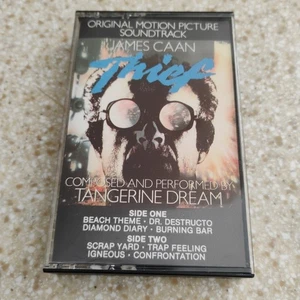 ORIGINAL MOTION PICTURE
SOUNDTRACK
JAMES CAAN
Thief
COMPOSED AND PERFORMED BY
TANGERINE DREAM
SIDE ONE
BEACH THEME • DR. DESTRUCTO
DIAMOND DIARY • BURNING BAR
SIDE TWO
SCRAP YARD • TRAP FEELING
IGNEOUS • CONFRONTATION